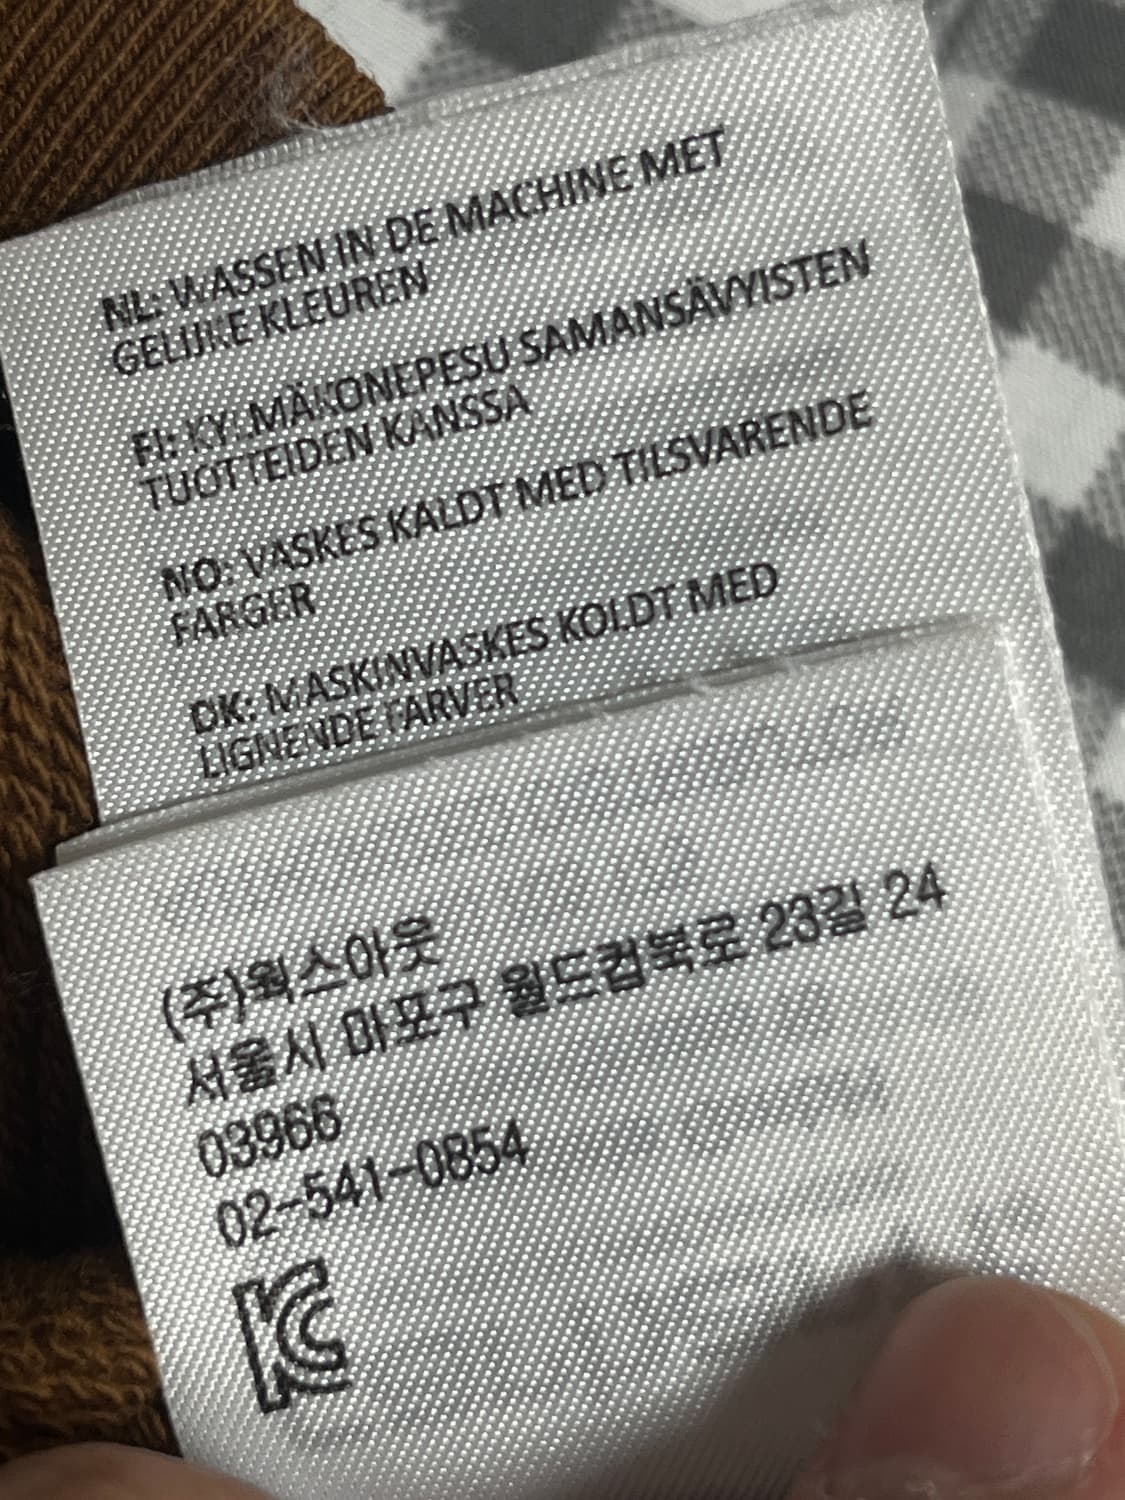 NL: WASSEN IN DE MACHINE MET
GELIJKE KLEUREN
FI: KYLMÄKONEPESU SAMANSÄVYISTEN
TUOTTEIDEN KANSSA
NO: VASKES KALDT MED TILSVARENDE
FARGER
DK: MASKINVASKES KOLDT MED
LIGNENDE FARVER
(주)웍스아웃
서울시 마포구 월드컵북로 23길 24
03966
02-541-0854
KC